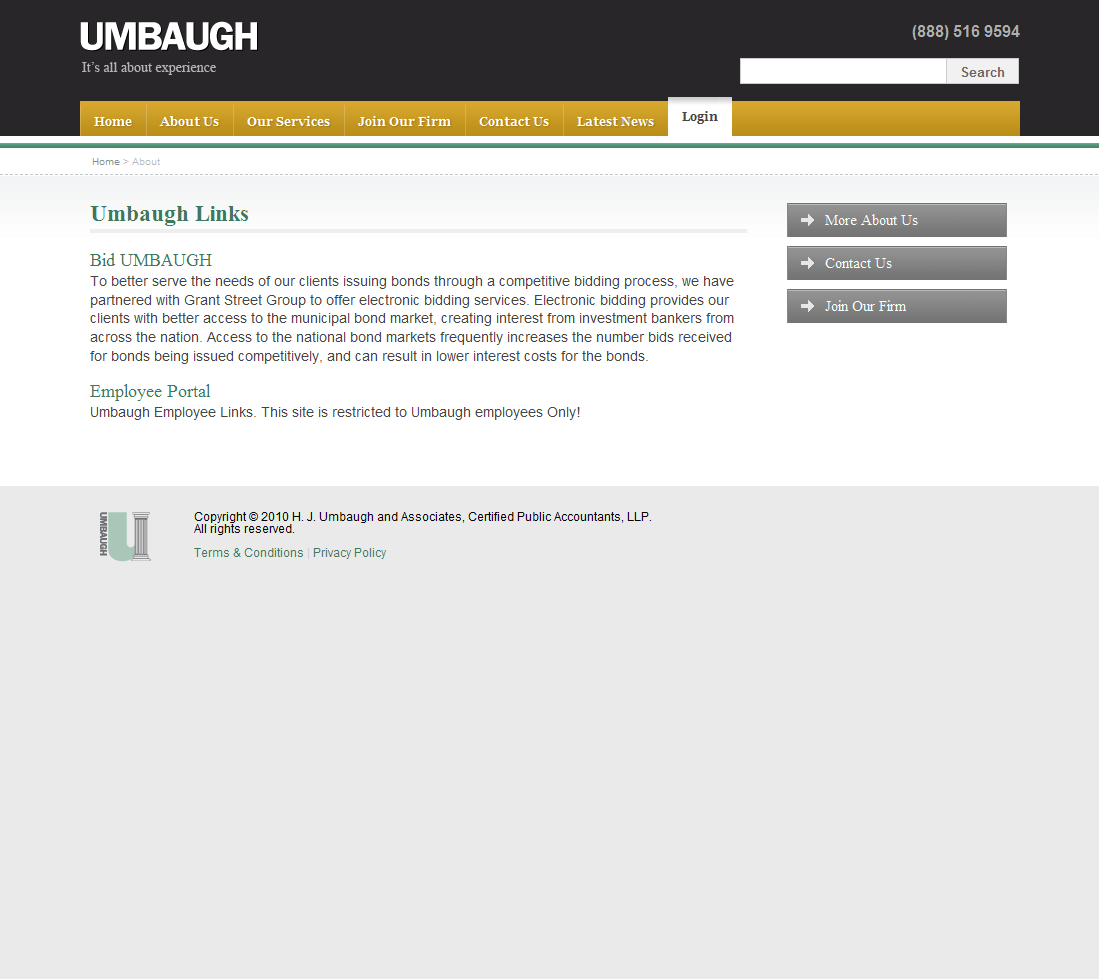 UMBAUGH
It's all about experience
(888) 516 9594
Search
Home About Us Our Services Join Our Firm Contact Us Latest News Login
Home > About
Umbaugh Links
Bid UMBAUGH
To better serve the needs of our clients issuing bonds through a competitive bidding process, we have
partnered with Grant Street Group to offer electronic bidding services. Electronic bidding provides our
clients with better access to the municipal bond market, creating interest from investment bankers from
across the nation. Access to the national bond markets frequently increases the number bids received
for bonds being issued competitively, and can result in lower interest costs for the bonds.
Employee Portal
Umbaugh Employee Links. This site is restricted to Umbaugh employees Only!
More About Us
Contact Us
Join Our Firm
UMBAUGH
Copyright © 2010 H. J. Umbaugh and Associates, Certified Public Accountants, LLP.
All rights reserved.
Terms & Conditions | Privacy Policy